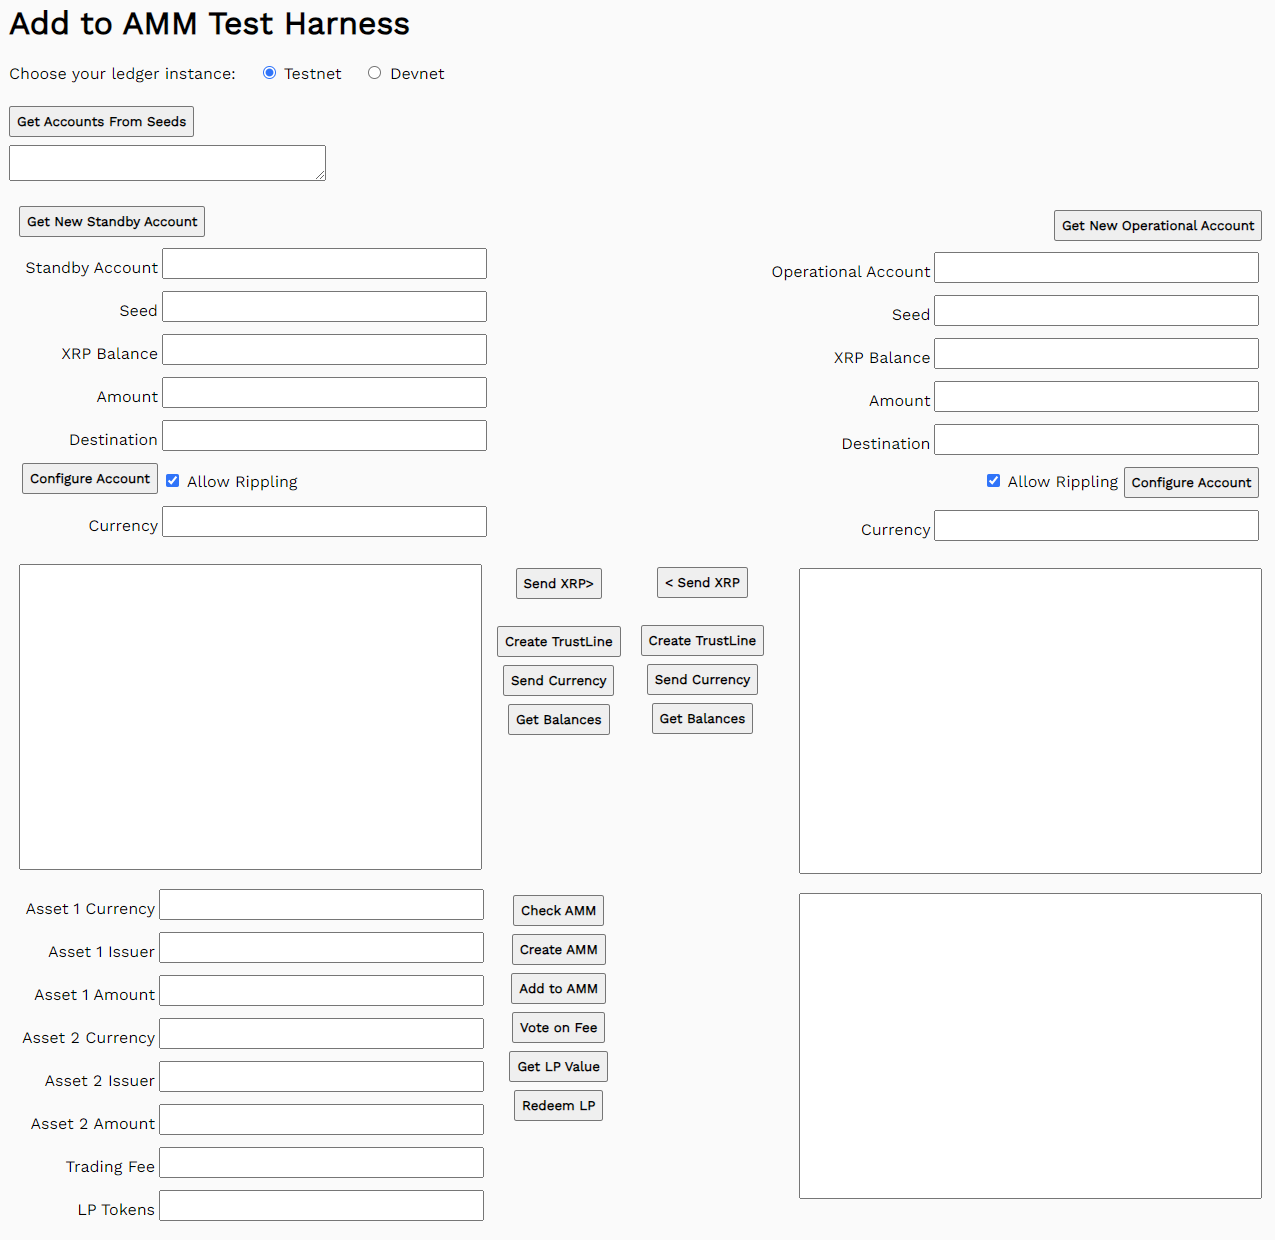 Add to AMM Test Harness
Choose your ledger instance: Testnet Devnet
Get Accounts From Seeds
Get New Standby Account
Standby Account
Seed
XRP Balance
Amount
Destination
Configure Account Allow Rippling
Currency
Get New Operational Account
Operational Account
Seed
XRP Balance
Amount
Destination
Allow Rippling Configure Account
Currency
Send XRP>
Create TrustLine
Send Currency
Get Balances
< Send XRP
Create TrustLine
Send Currency
Get Balances
Asset 1 Currency
Asset 1 Issuer
Asset 1 Amount
Asset 2 Currency
Asset 2 Issuer
Asset 2 Amount
Trading Fee
LP Tokens
Check AMM
Create AMM
Add to AMM
Vote on Fee
Get LP Value
Redeem LP